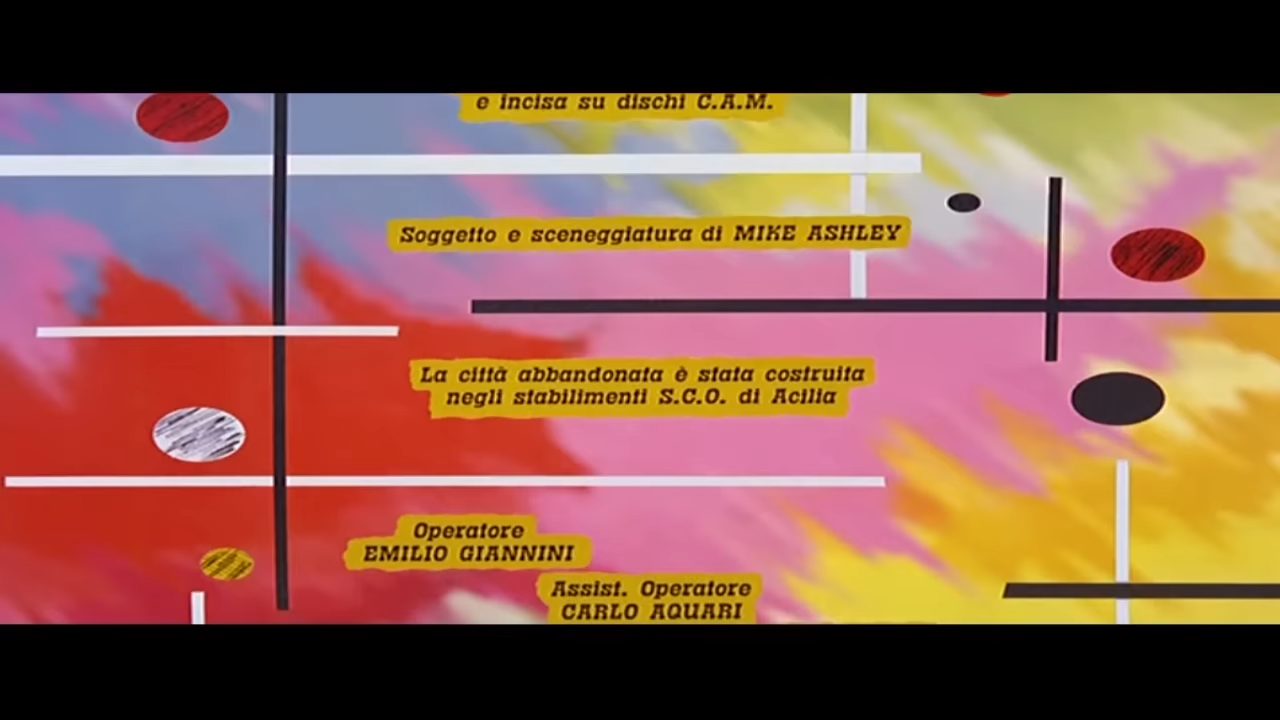 e incisa su dischi C.A.M.
Soggetto e sceneggiatura di MIKE ASHLEY
La città abbandonata è stata costruita
negli stabilimenti S.C.O. di Acilia
Operatore
EMILIO GIANNINI
Assist. Operatore
CARLO AQUARI